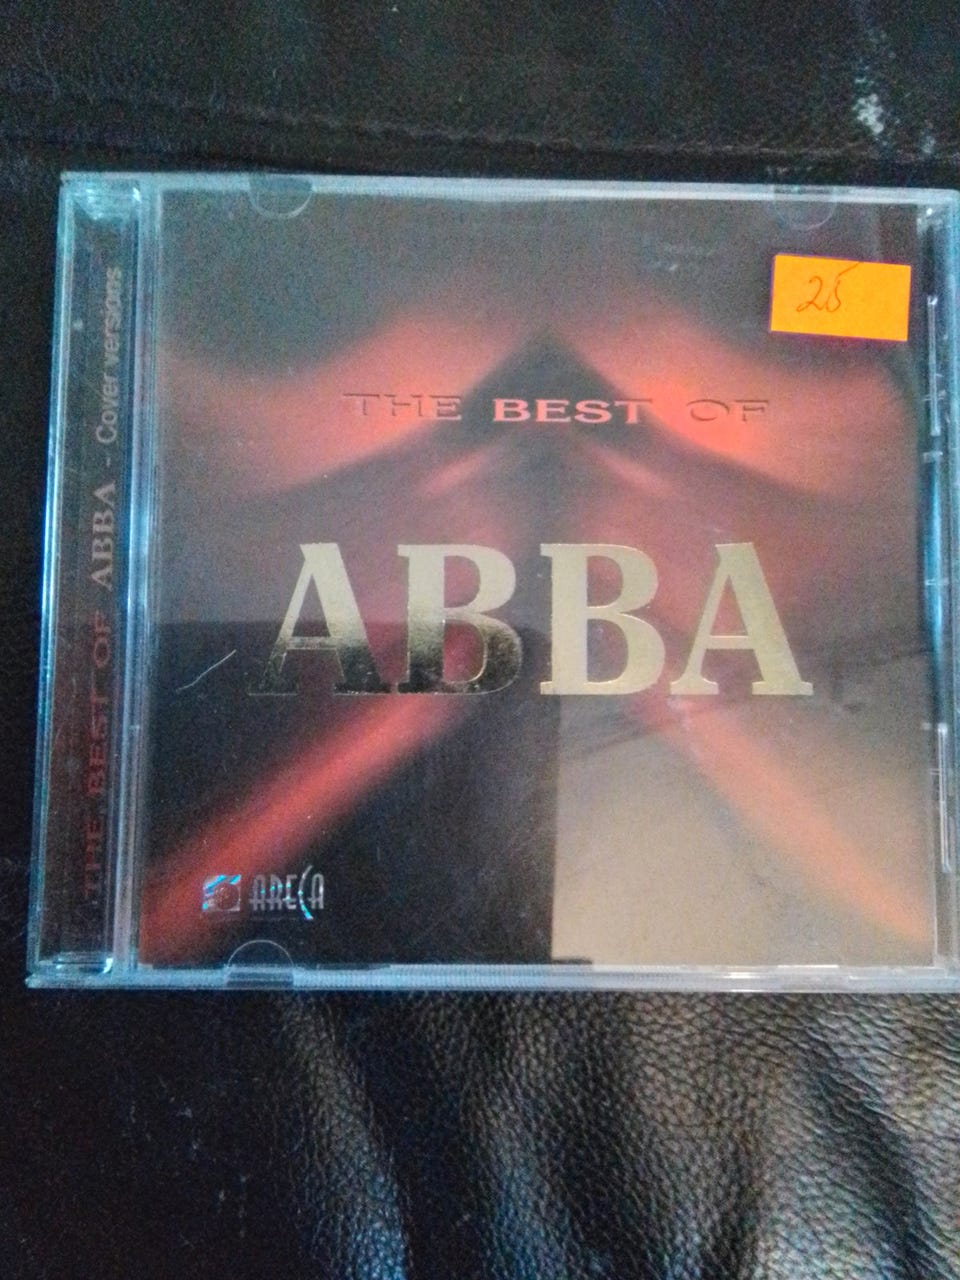 THE BEST OF ABBA - Cover versions
25
THE BEST OF
ABBA
ARECA